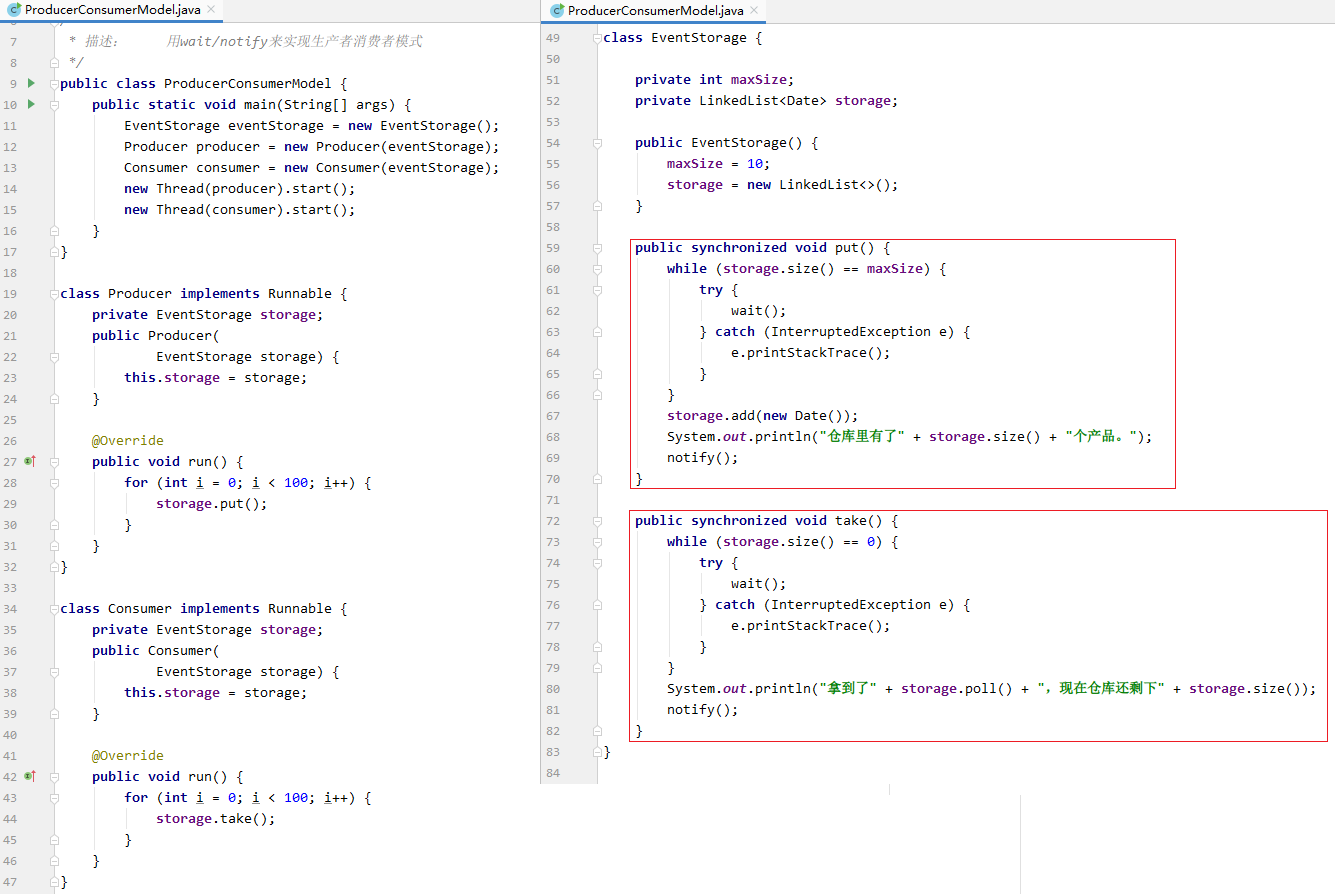 ProducerConsumerModel.java
7 * 描述： 用wait/notify来实现生产者消费者模式
8 */
9 public class ProducerConsumerModel {
10 public static void main(String[] args) {
11 EventStorage eventStorage = new EventStorage();
12 Producer producer = new Producer(eventStorage);
13 Consumer consumer = new Consumer(eventStorage);
14 new Thread(producer).start();
15 new Thread(consumer).start();
16 }
17 }
18
19 class Producer implements Runnable {
20 private EventStorage storage;
21 public Producer(
22 EventStorage storage) {
23 this.storage = storage;
24 }
25
26 @Override
27 public void run() {
28 for (int i = 0; i < 100; i++) {
29 storage.put();
30 }
31 }
32 }
33
34 class Consumer implements Runnable {
35 private EventStorage storage;
36 public Consumer(
37 EventStorage storage) {
38 this.storage = storage;
39 }
40
41 @Override
42 public void run() {
43 for (int i = 0; i < 100; i++) {
44 storage.take();
45 }
46 }
47 }
ProducerConsumerModel.java
49 class EventStorage {
50
51 private int maxSize;
52 private LinkedList<Date> storage;
53
54 public EventStorage() {
55 maxSize = 10;
56 storage = new LinkedList<>();
57 }
58
59 public synchronized void put() {
60 while (storage.size() == maxSize) {
61 try {
62 wait();
63 } catch (InterruptedException e) {
64 e.printStackTrace();
65 }
66 }
67 storage.add(new Date());
68 System.out.println("仓库里有了" + storage.size() + "个产品。");
69 notify();
70 }
71
72 public synchronized void take() {
73 while (storage.size() == 0) {
74 try {
75 wait();
76 } catch (InterruptedException e) {
77 e.printStackTrace();
78 }
79 }
80 System.out.println("拿到了" + storage.poll() + "，现在仓库还剩下" + storage.size());
81 notify();
82 }
83 }
84